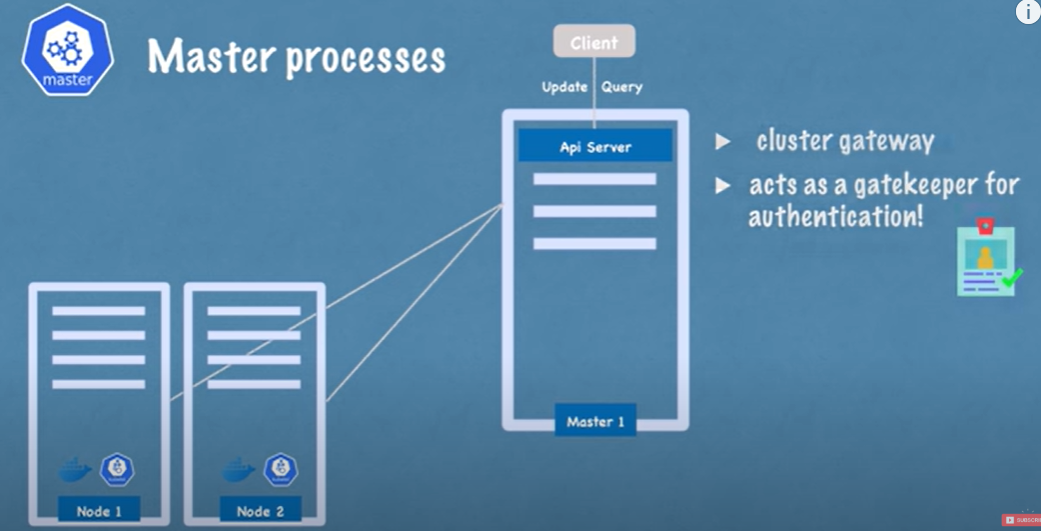 master
Master processes
Client
Update Query
Api Server
cluster gateway
acts as a gatekeeper for
authentication!
Master 1
Node 1
Node 2